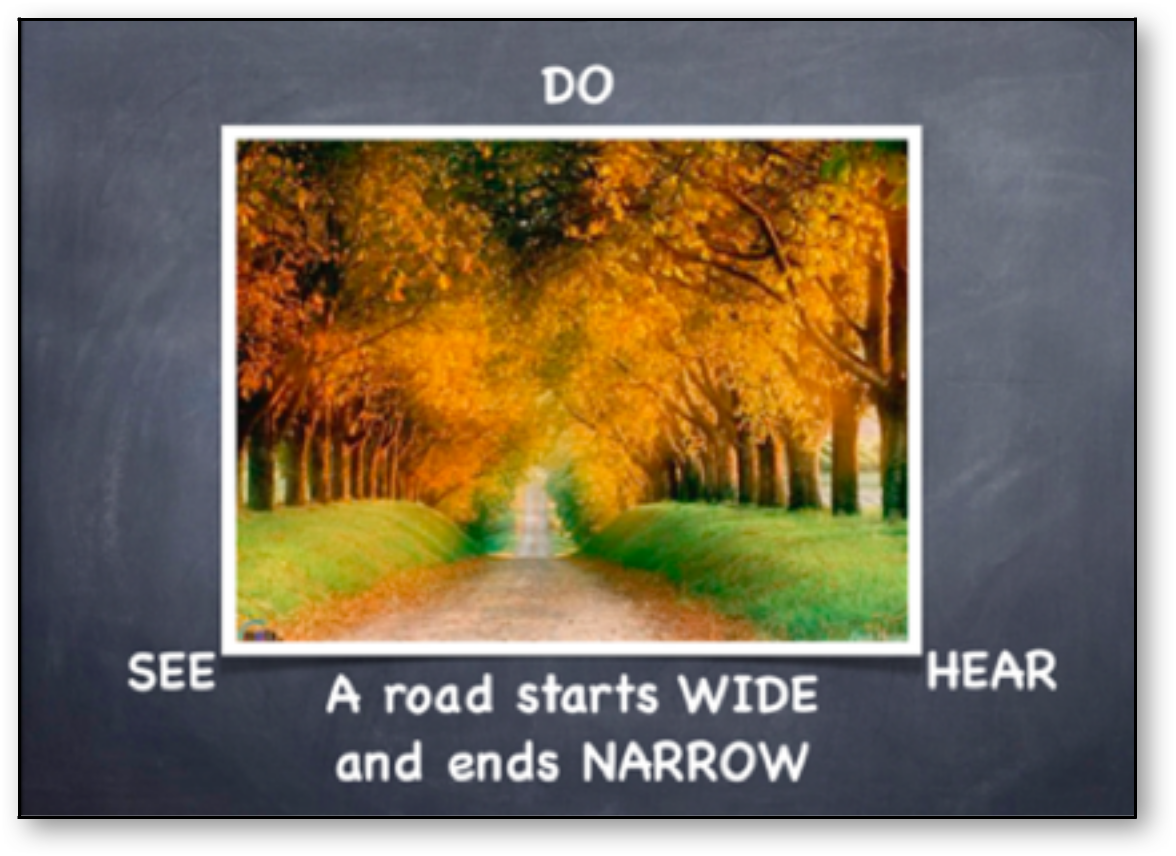 DO
SEE
HEAR
A road starts WIDE
and ends NARROW